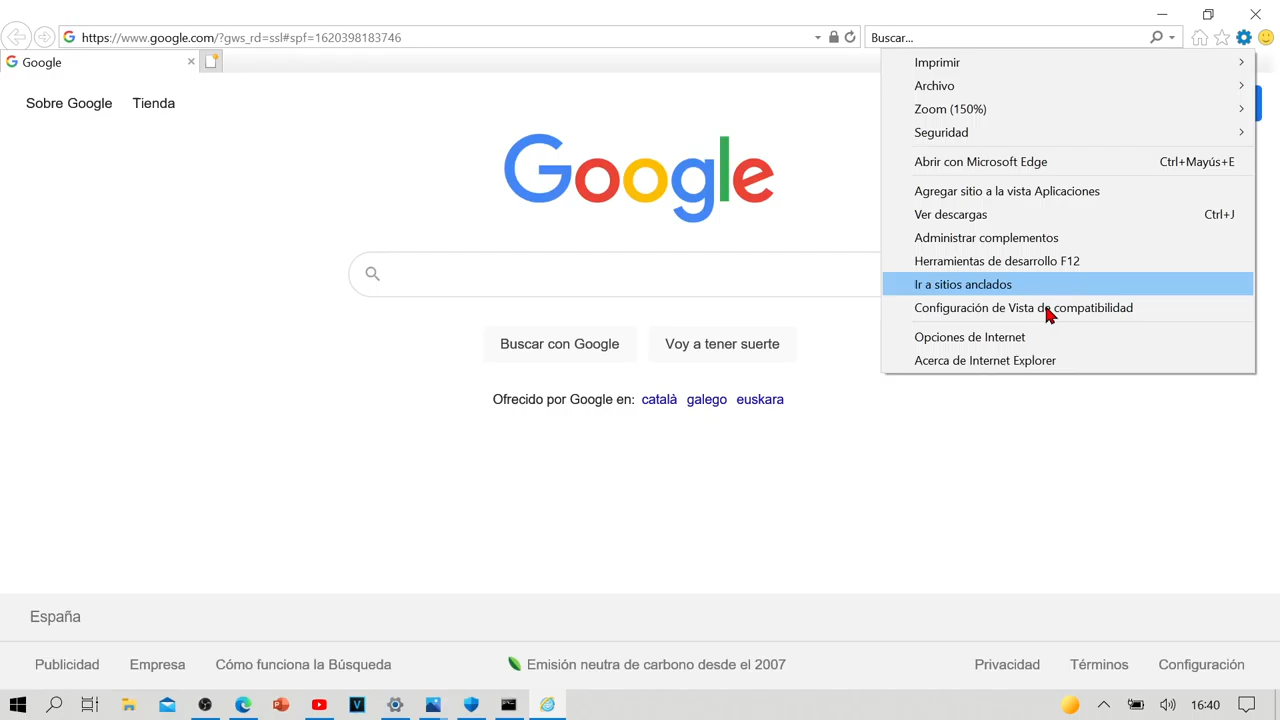 https://www.google.com/?gws_rd=ssl#spf=1620398183746
Buscar...
Google
Sobre Google
Tienda
Imprimir
Archivo
Zoom (150%)
Seguridad
Abrir con Microsoft Edge Ctrl+Mayús+E
Agregar sitio a la vista Aplicaciones
Ver descargas Ctrl+J
Administrar complementos
Herramientas de desarrollo F12
Ir a sitios anclados
Configuración de Vista de compatibilidad
Opciones de Internet
Acerca de Internet Explorer
Google
Buscar con Google
Voy a tener suerte
Ofrecido por Google en: català galego euskara
España
Publicidad
Empresa
Cómo funciona la Búsqueda
Emisión neutra de carbono desde el 2007
Privacidad
Términos
Configuración
16:40